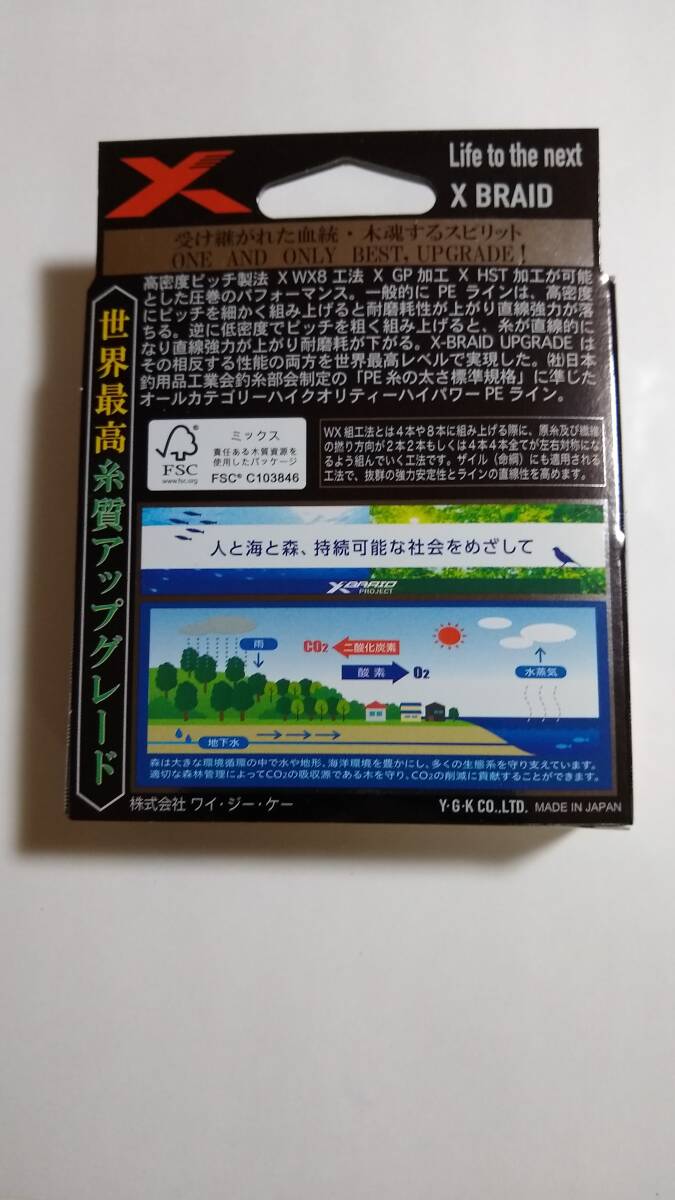 Life to the next
X BRAID
受け継がれた血統・木魂するスピリット
ONE AND ONLY BEST, UPGRADE!
世界最高糸質アップグレード
高密度ピッチ製法 X WX8 工法 X GP 加工 X HST 加工が可能
とした圧巻のパフォーマンス。一般的に PE ラインは、高密度
にピッチを細かく組み上げると耐磨耗性が上がり直線強力が落
ちる。逆に低密度でピッチを粗く組み上げると、糸が直線的に
なり直線強力が上がり耐磨耗が下がる。X-BRAID UPGRADE は
その相反する性能の両方を世界最高レベルで実現した。㈳日本
釣用品工業会釣糸部会制定の「PE 糸の太さ標準規格」に準じた
オールカテゴリーハイクオリティーハイパワー PE ライン。
FSC
www.fsc.org
ミックス
責任ある木質資源を
使用したパッケージ
FSC® C103846
WX 組工法とは4本や8本に組み上げる際に、原糸及び繊維
の撚り方向が2本2本もしくは4本4本全てが左右対称にな
るよう組んでいく工法です。ザイル（命綱）にも適用される
工法で、抜群の強力安定性とラインの直線性を高めます。
人と海と森、持続可能な社会をめざして
XBRAID
PROJECT
雨
CO2
二酸化炭素
酸素
O2
水蒸気
地下水
森は大きな環境循環の中で水や地形、海洋環境を豊かにし、多くの生態系を守り支えています。
適切な森林管理によってCO2の吸収源である木を守り、CO2の削減に貢献することができます。
株式会社 ワイ・ジー・ケー
Y·G·K CO.,LTD. MADE IN JAPAN